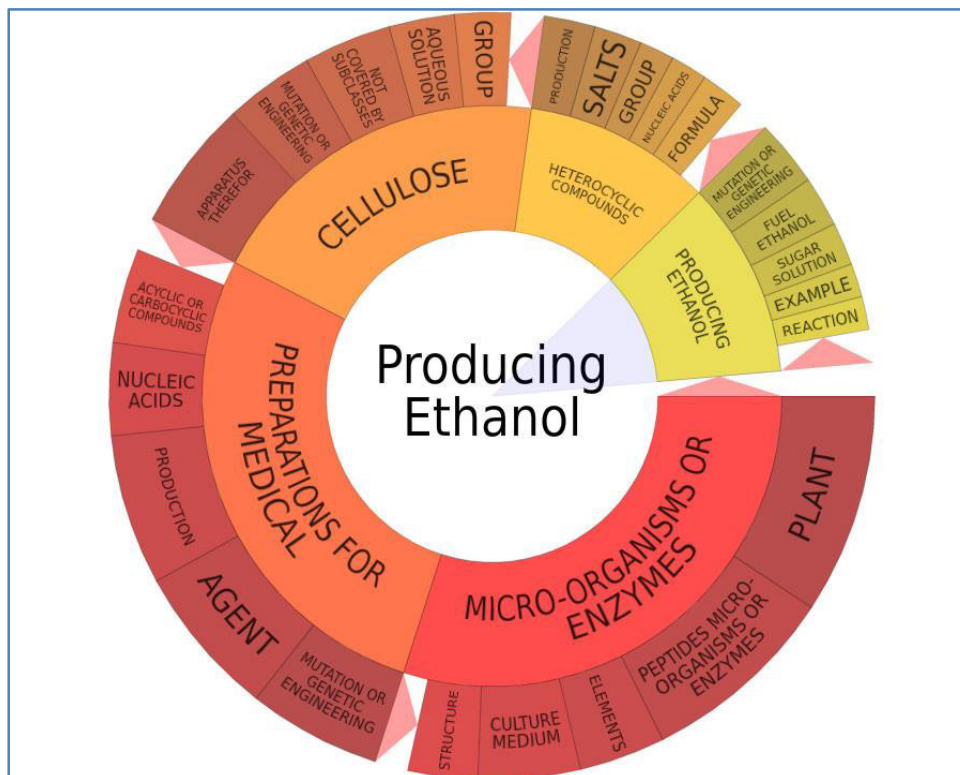 Producing
Ethanol
CELLULOSE
APPARATUS
THEREFOR
MUTATION OR
GENETIC
ENGINEERING
NOT
COVERED BY
SUBCLASSES
AQUEOUS
SOLUTION
GROUP
HETEROCYCLIC
COMPOUNDS
PRODUCTION
SALTS
GROUP
NUCLEIC ACIDS
FORMULA
PRODUCING
ETHANOL
MUTATION OR
GENETIC
ENGINEERING
FUEL
ETHANOL
SUGAR
SOLUTION
EXAMPLE
REACTION
MICRO-ORGANISMS OR
ENZYMES
PLANT
PEPTIDES MICRO-
ORGANISMS OR
ENZYMES
ELEMENTS
CULTURE
MEDIUM
STRUCTURE
PREPARATIONS FOR
MEDICAL
MUTATION OR
GENETIC
ENGINEERING
AGENT
PRODUCTION
NUCLEIC
ACIDS
ACYCLIC OR
CARBOCYCLIC
COMPOUNDS